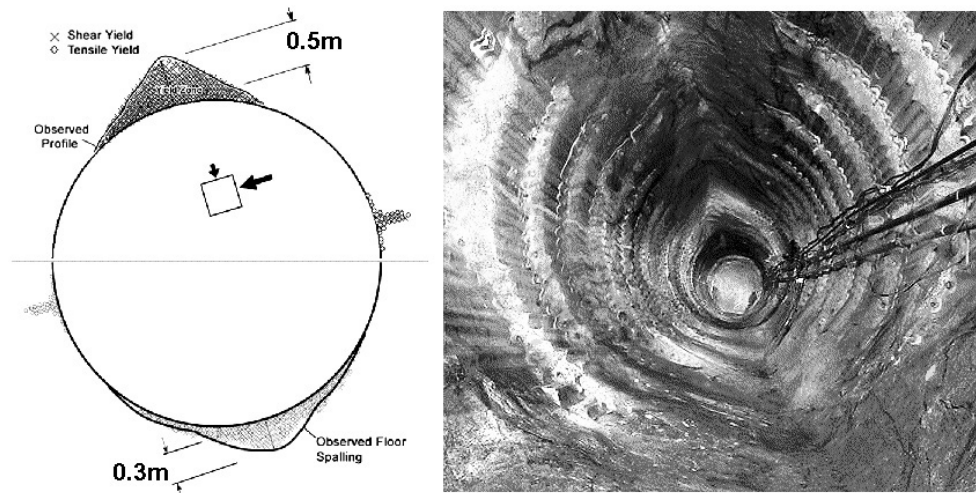 Shear Yield
Tensile Yield
0.5m
Yield Zone
Observed
Profile
Observed Floor
Spalling
0.3m